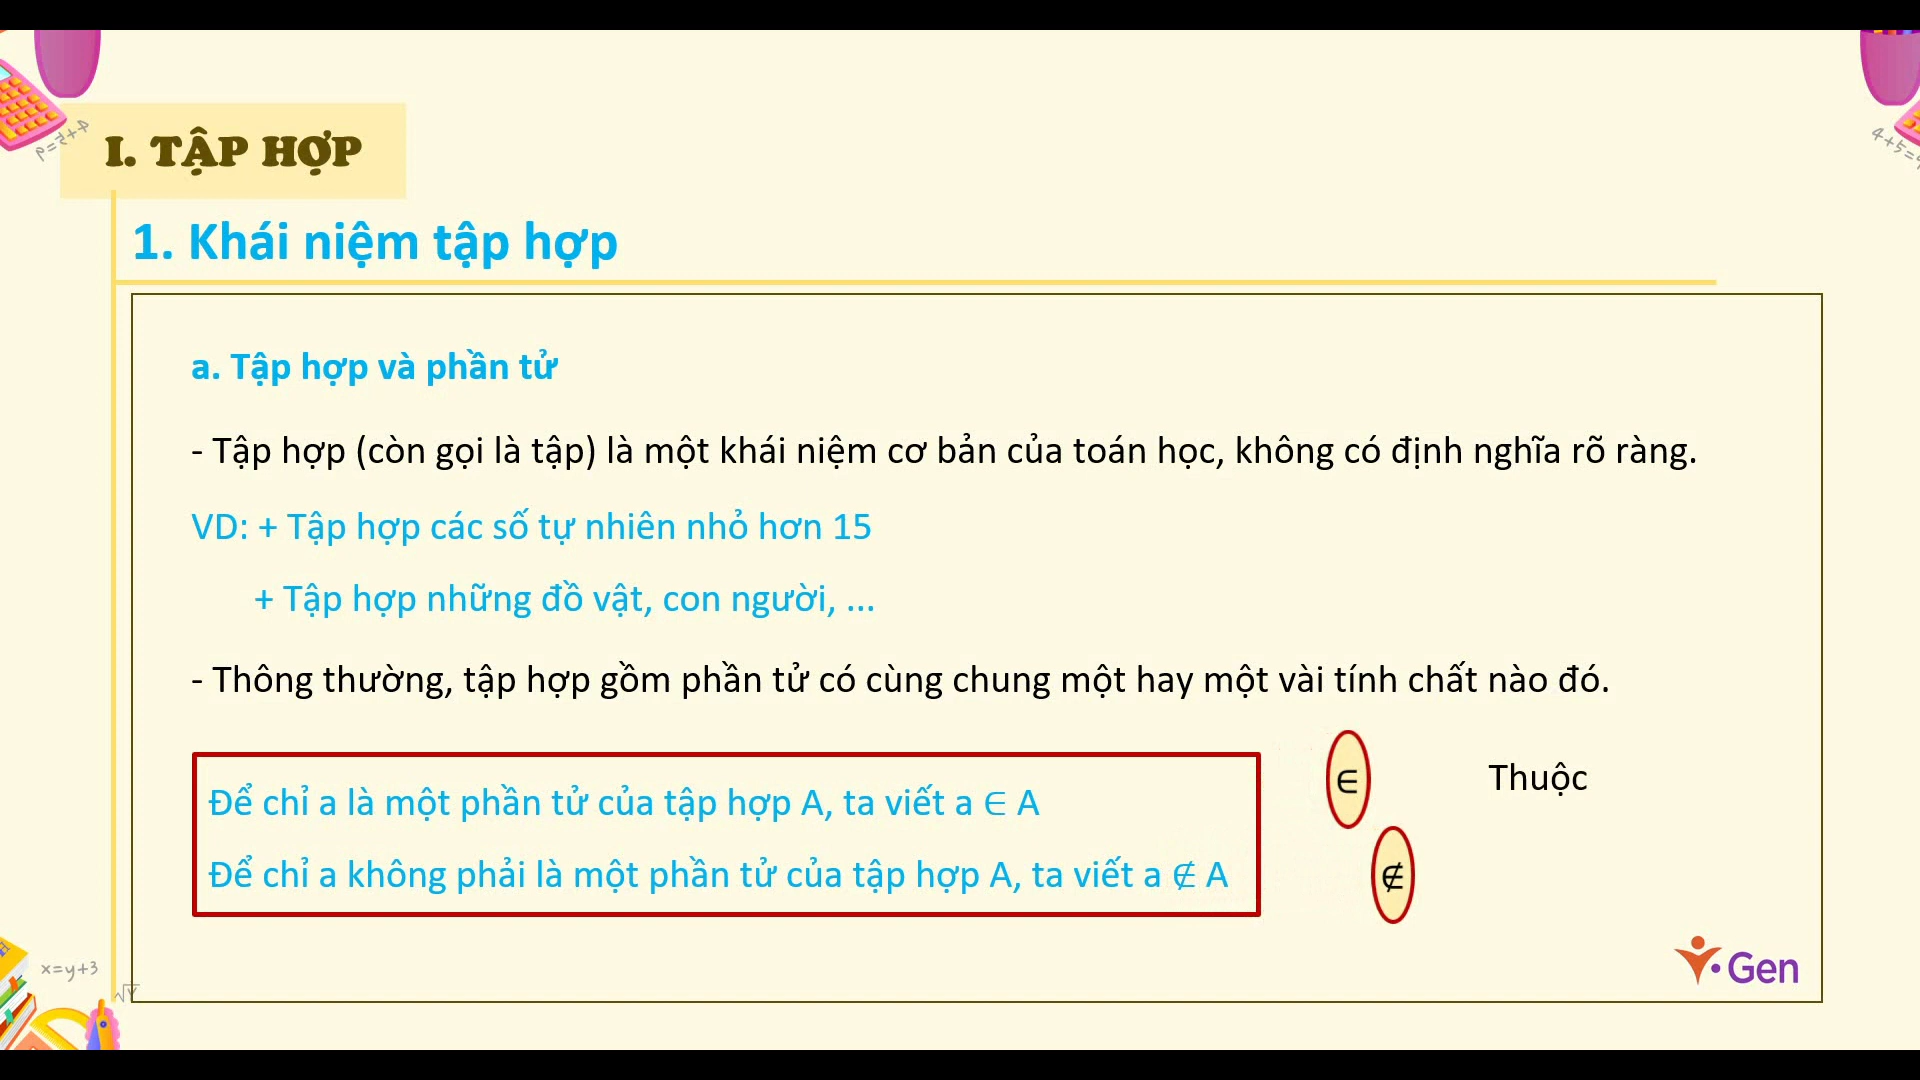 I. TẬP HỢP
1. Khái niệm tập hợp
a. Tập hợp và phần tử
- Tập hợp (còn gọi là tập) là một khái niệm cơ bản của toán học, không có định nghĩa rõ ràng.
VD: + Tập hợp các số tự nhiên nhỏ hơn 15
+ Tập hợp những đồ vật, con người, ...
- Thông thường, tập hợp gồm phần tử có cùng chung một hay một vài tính chất nào đó.
Để chỉ a là một phần tử của tập hợp A, ta viết a ∈ A
Để chỉ a không phải là một phần tử của tập hợp A, ta viết a ∉ A
∈ Thuộc
∉
x=y+3
Gen